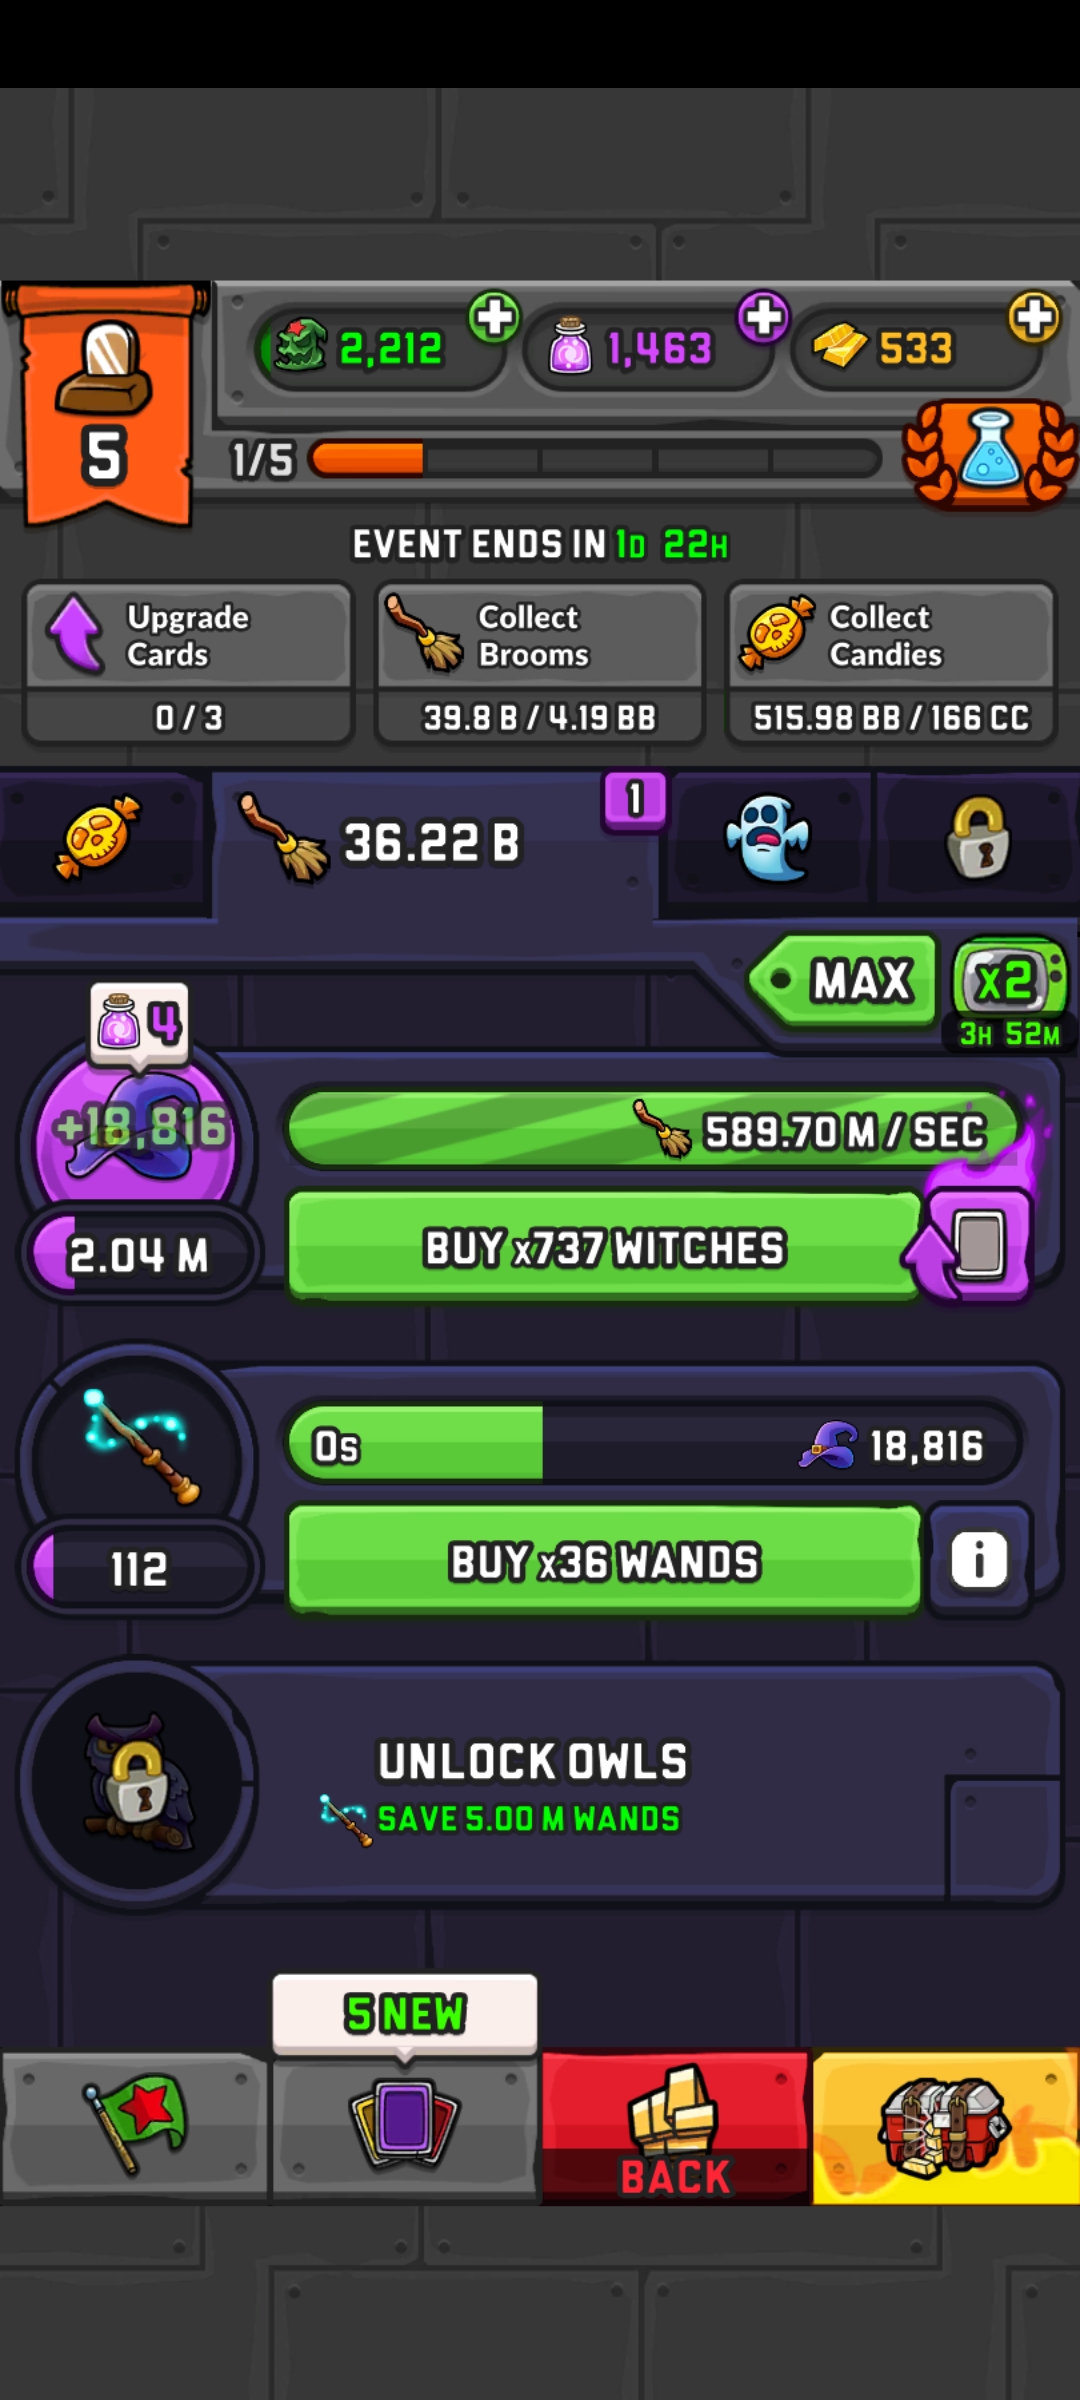 2,212
1,463
533
5
1/5
EVENT ENDS IN 1D 22H
Upgrade
Cards
0 / 3
Collect
Brooms
39.8 B / 4.19 BB
Collect
Candies
515.98 BB / 166 CC
36.22 B
1
MAX
x2
3H 52M
4
+18,816
589.70 M / SEC
2.04 M
BUY x737 WITCHES
0s
18,816
112
BUY x36 WANDS
i
UNLOCK OWLS
SAVE 5.00 M WANDS
5 NEW
BACK